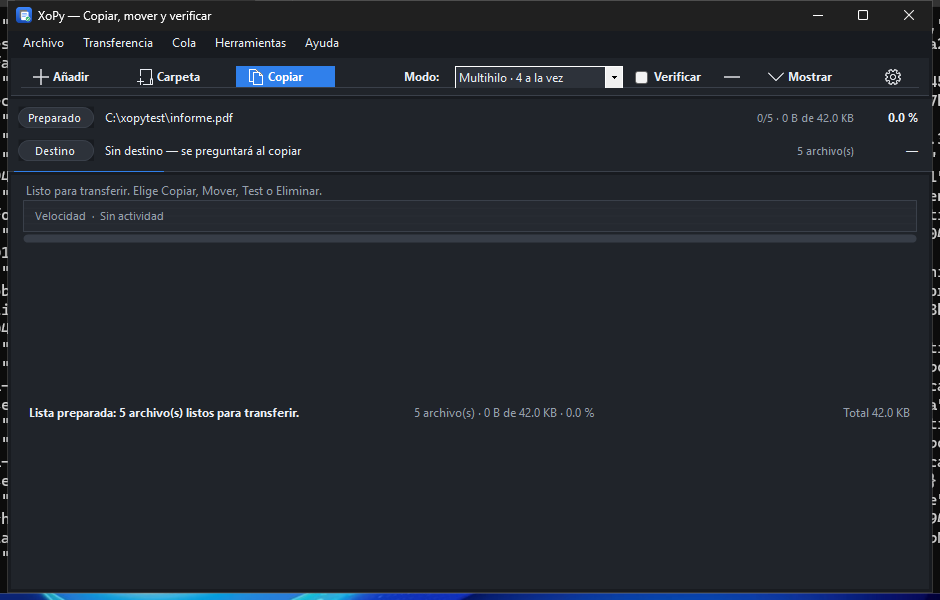 XoPy — Copiar, mover y verificar
Archivo Transferencia Cola Herramientas Ayuda
Añadir Carpeta Copiar Modo: Multihilo · 4 a la vez Verificar Mostrar
Preparado C:\xopytest\informe.pdf 0/5 · 0 B de 42.0 KB 0.0 %
Destino Sin destino — se preguntará al copiar 5 archivo(s) —
Listo para transferir. Elige Copiar, Mover, Test o Eliminar.
Velocidad · Sin actividad
Lista preparada: 5 archivo(s) listos para transferir. 5 archivo(s) · 0 B de 42.0 KB · 0.0 % Total 42.0 KB